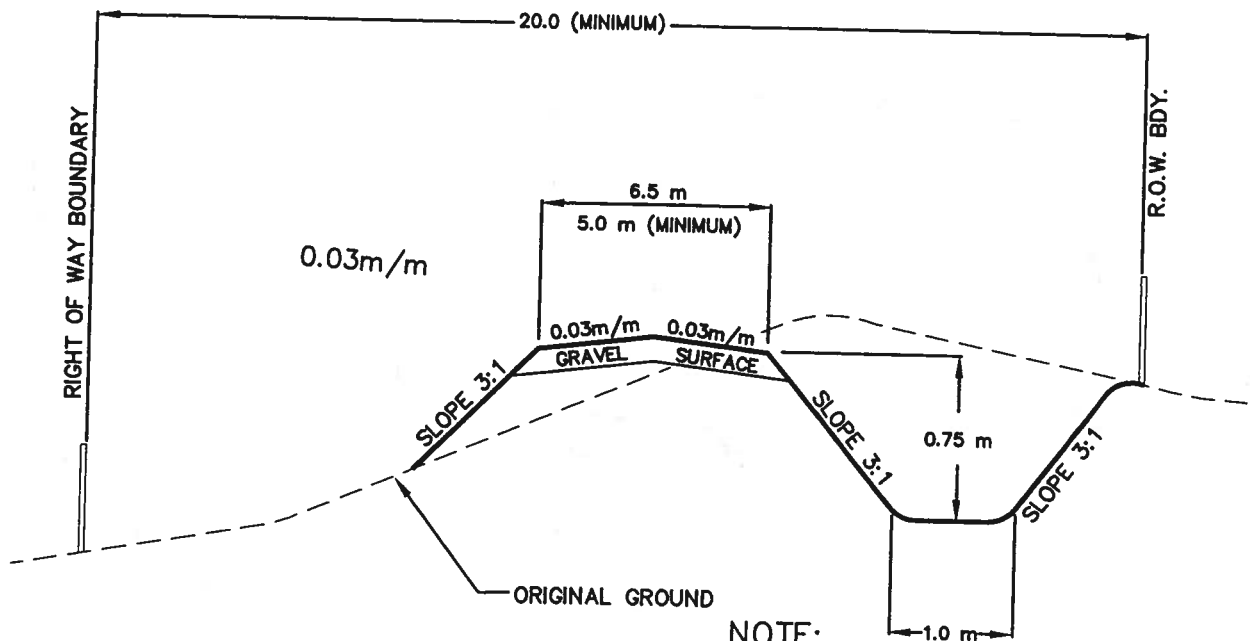 20.0 (MINIMUM)
RIGHT OF WAY BOUNDARY
R.O.W. BDY.
6.5 m
5.0 m (MINIMUM)
0.03m/m
0.03m/m
0.03m/m
GRAVEL
SURFACE
SLOPE 3:1
SLOPE 3:1
0.75 m
SLOPE 3:1
ORIGINAL GROUND
NOTE:
1.0 m